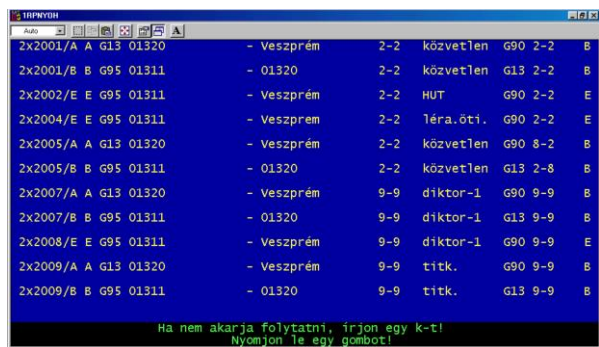 1RPNYOH
Auto
A
2x2001/A A G13 01320 - Veszprém 2-2 közvetlen G90 2-2 B
2x2001/B B G95 01311 - 01320 2-2 közvetlen G13 2-2 B
2x2002/E E G95 01311 - Veszprem 2-2 HUT G90 2-2 E
2x2004/E E G95 01311 - Veszprem 2-2 léra.öti. G90 2-2 E
2x2005/A A G13 01320 - Veszprém 2-2 közvetlen G90 8-2 B
2x2005/B B G95 01311 - 01320 2-2 közvetlen G13 2-8 B
2x2007/A A G13 01320 - Veszprém 9-9 diktor-1 G90 9-9 B
2x2007/B B G95 01311 - 01320 9-9 diktor-1 G13 9-9 B
2x2008/E E G95 01311 - Veszprém 9-9 diktor-1 G90 9-9 E
2x2009/A A G13 01320 - Veszprém 9-9 titk. G90 9-9 B
2x2009/B B G95 01311 - 01320 9-9 titk. G13 9-9 B
Ha nem akarja folytatni, írjon egy k-t!
Nyomjon le egy gombot!